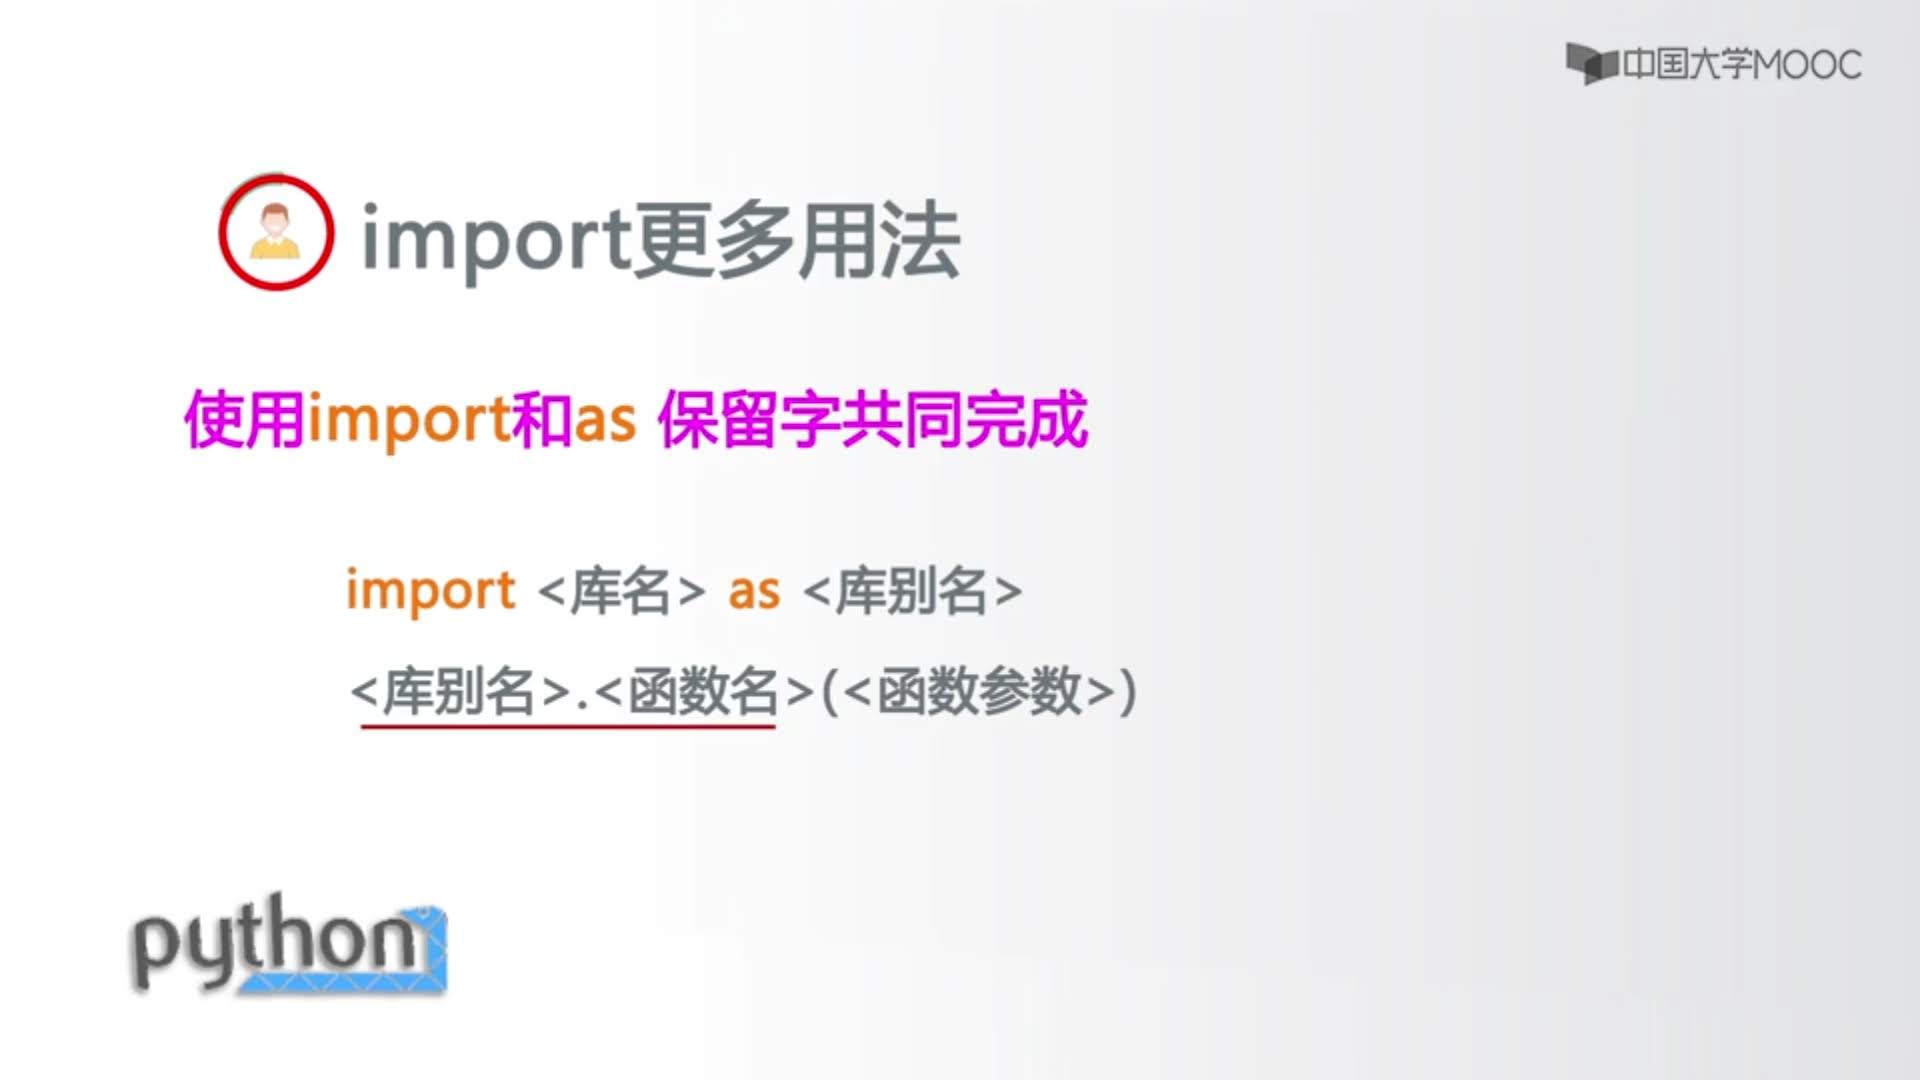 中国大学MOOC
import更多用法
使用import和as 保留字共同完成
import <库名> as <库别名>
<库别名>.<函数名>(<函数参数>)
python